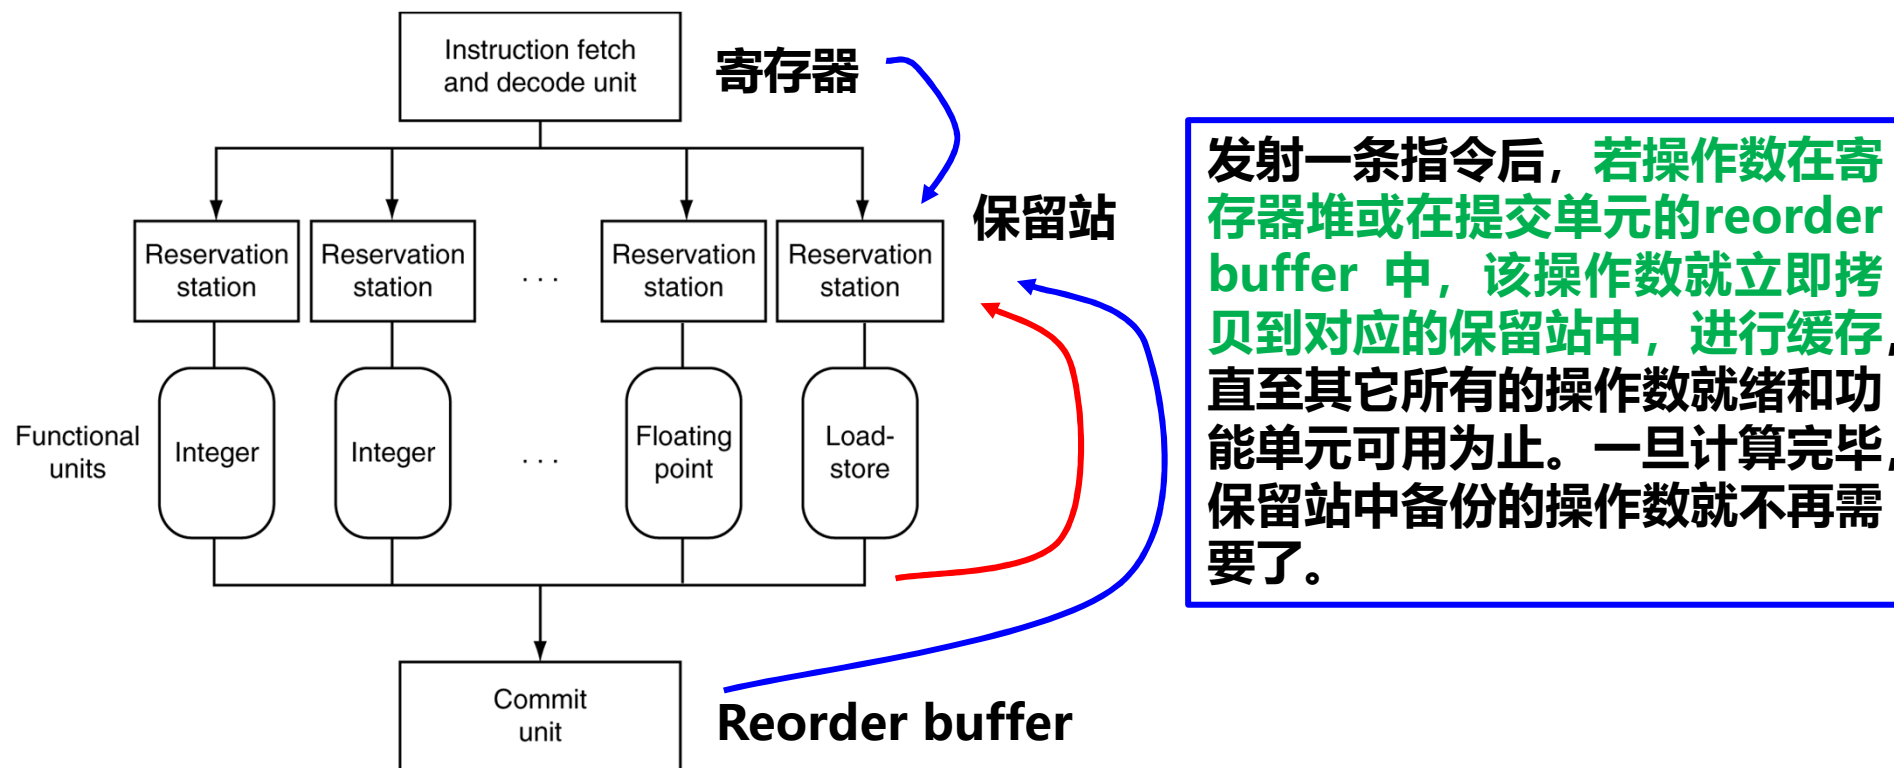 Instruction fetch
and decode unit
寄存器
保留站
Reservation
station
Reservation
station
. . .
Reservation
station
Reservation
station
Functional
units
Integer
Integer
. . .
Floating
point
Load-
store
Commit
unit
Reorder buffer
发射一条指令后，若操作数在寄
存器堆或在提交单元的reorder
buffer 中，该操作数就立即拷
贝到对应的保留站中，进行缓存，
直至其它所有的操作数就绪和功
能单元可用为止。一旦计算完毕，
保留站中备份的操作数就不再需
要了。